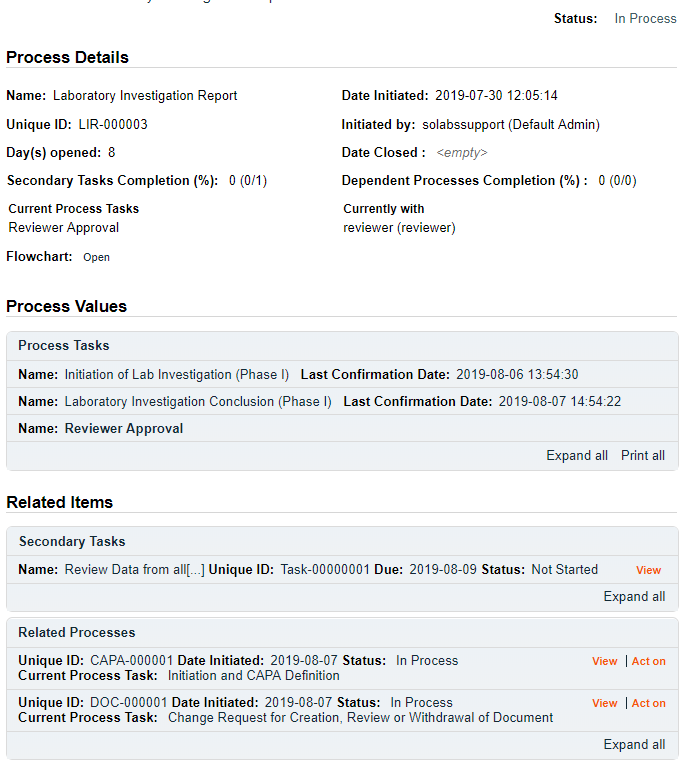 Status: In Process
Process Details
Name: Laboratory Investigation Report Date Initiated: 2019-07-30 12:05:14
Unique ID: LIR-000003 Initiated by: solabssupport (Default Admin)
Day(s) opened: 8 Date Closed : <empty>
Secondary Tasks Completion (%): 0 (0/1) Dependent Processes Completion (%) : 0 (0/0)
Current Process Tasks Currently with
Reviewer Approval reviewer (reviewer)
Flowchart: Open
Process Values
Process Tasks
Name: Initiation of Lab Investigation (Phase I) Last Confirmation Date: 2019-08-06 13:54:30
Name: Laboratory Investigation Conclusion (Phase I) Last Confirmation Date: 2019-08-07 14:54:22
Name: Reviewer Approval
Expand all Print all
Related Items
Secondary Tasks
Name: Review Data from all[...] Unique ID: Task-00000001 Due: 2019-08-09 Status: Not Started View
Expand all
Related Processes
Unique ID: CAPA-000001 Date Initiated: 2019-08-07 Status: In Process View | Act on
Current Process Task: Initiation and CAPA Definition
Unique ID: DOC-000001 Date Initiated: 2019-08-07 Status: In Process View | Act on
Current Process Task: Change Request for Creation, Review or Withdrawal of Document
Expand all